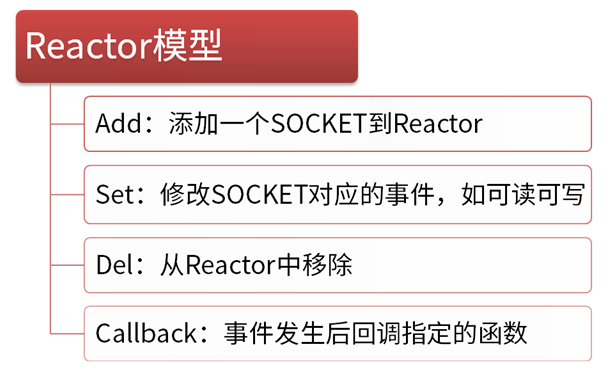 Reactor模型
Add：添加一个SOCKET到Reactor
Set：修改SOCKET对应的事件，如可读可写
Del：从Reactor中移除
Callback：事件发生后回调指定的函数